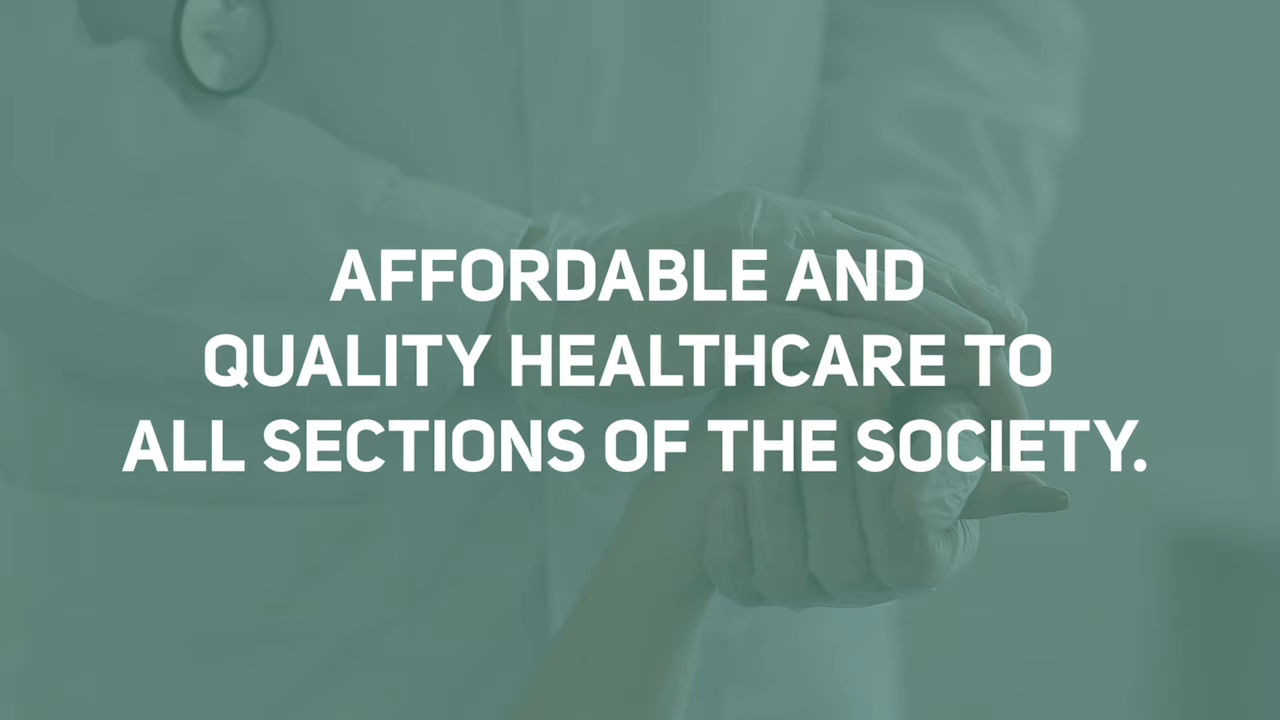 AFFORDABLE AND
QUALITY HEALTHCARE TO
ALL SECTIONS OF THE SOCIETY.